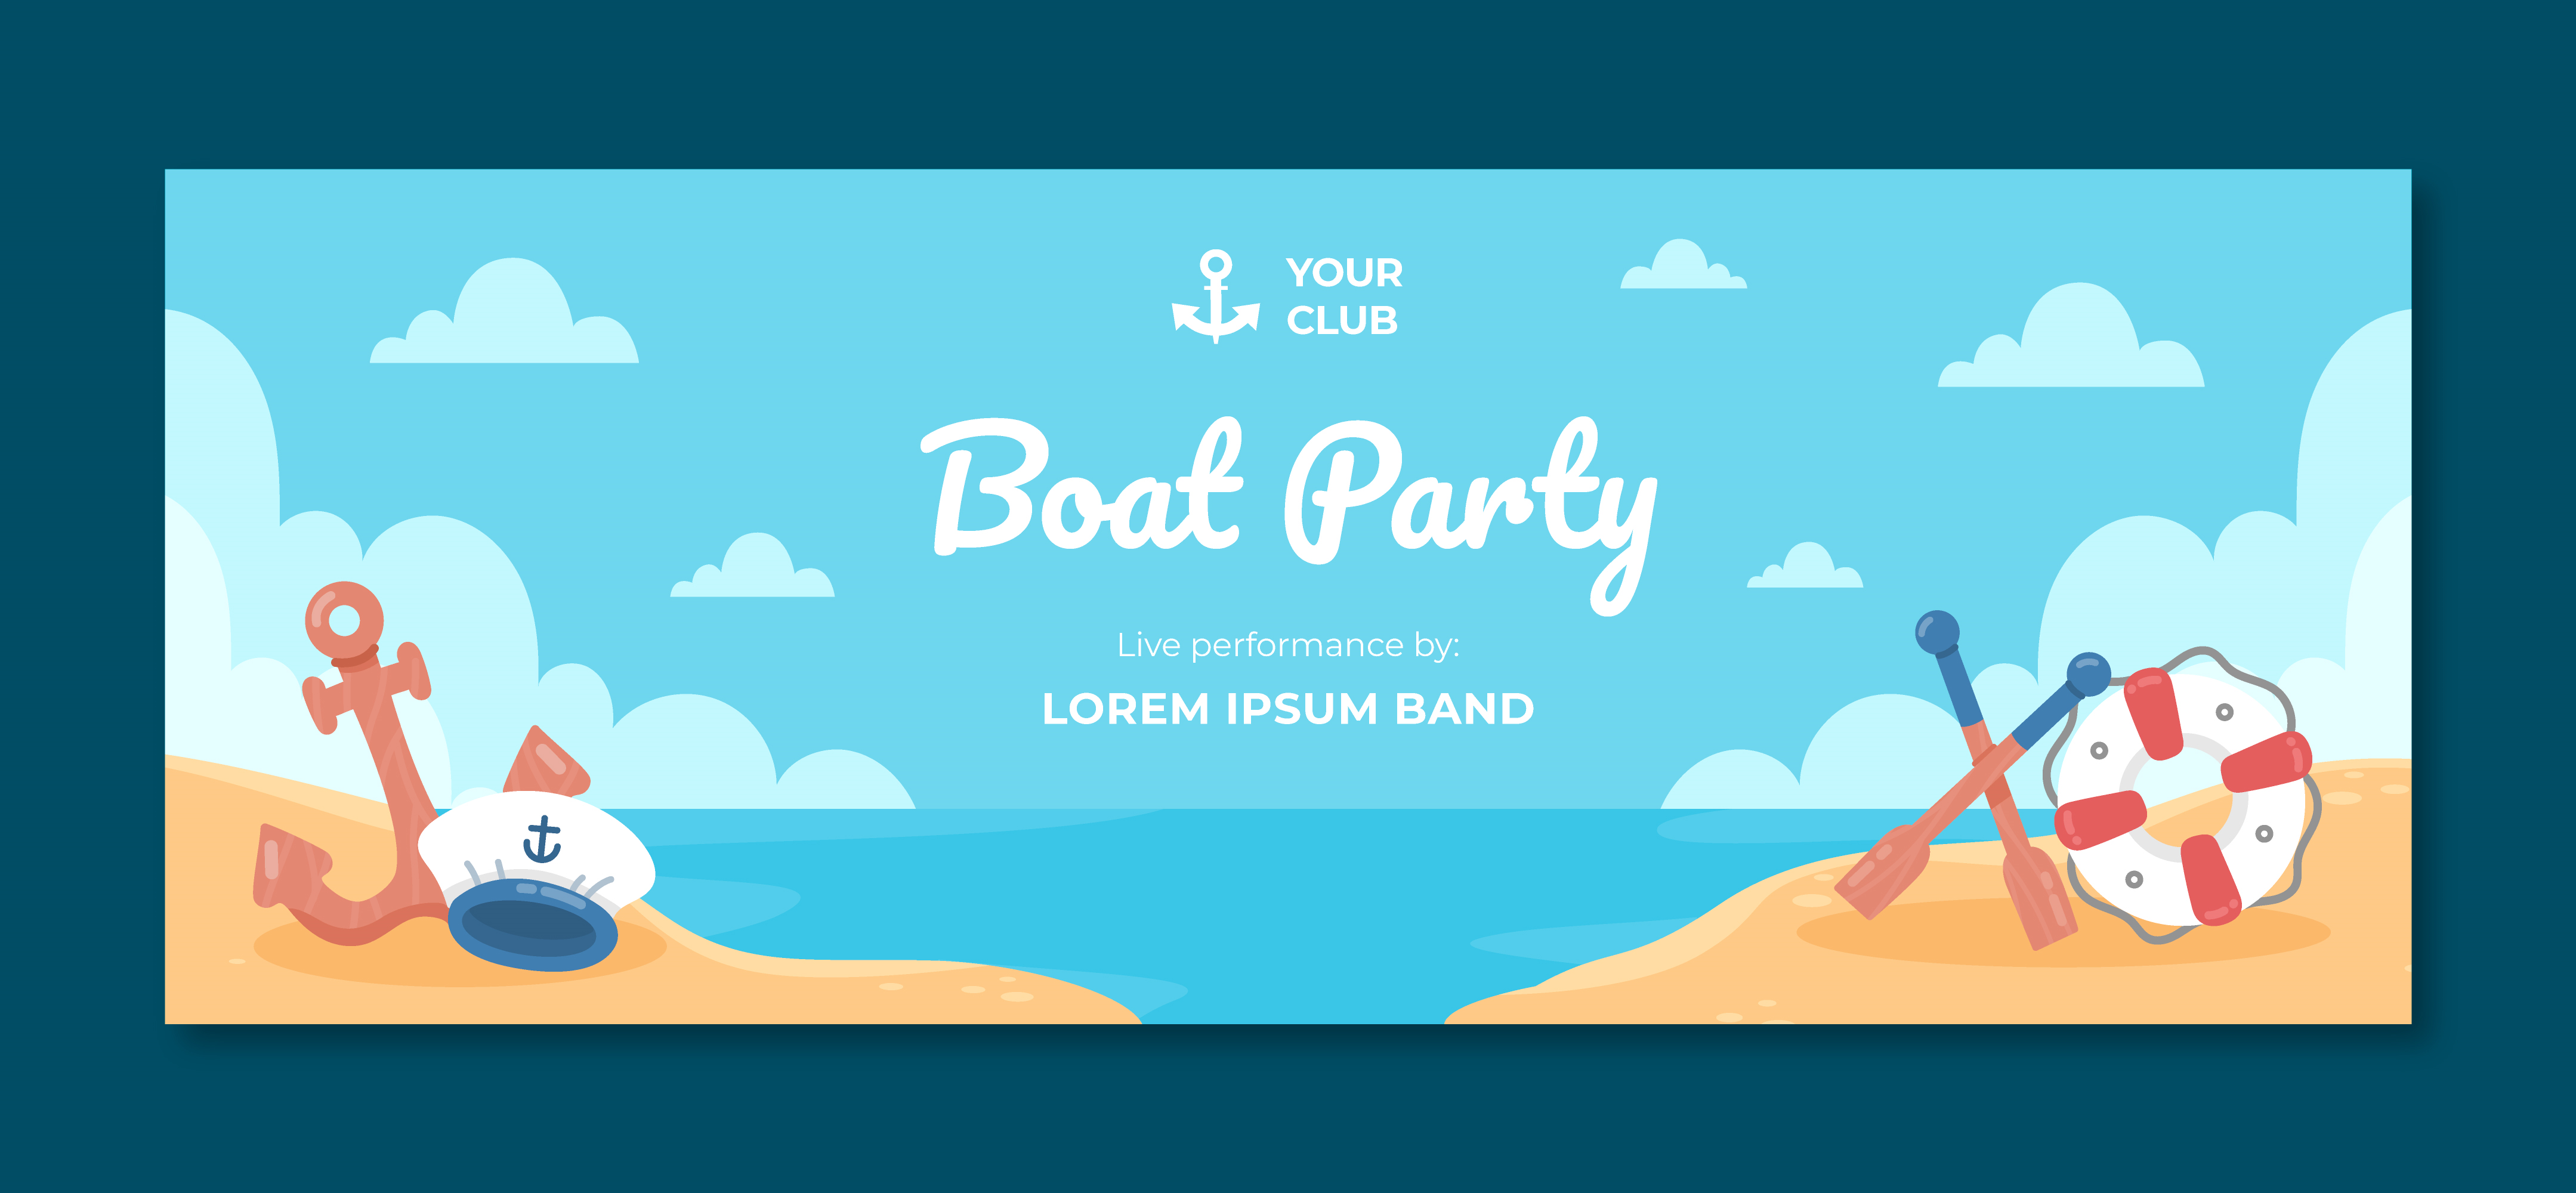 YOUR
CLUB
Boat Party
Live performance by:
LOREM IPSUM BAND